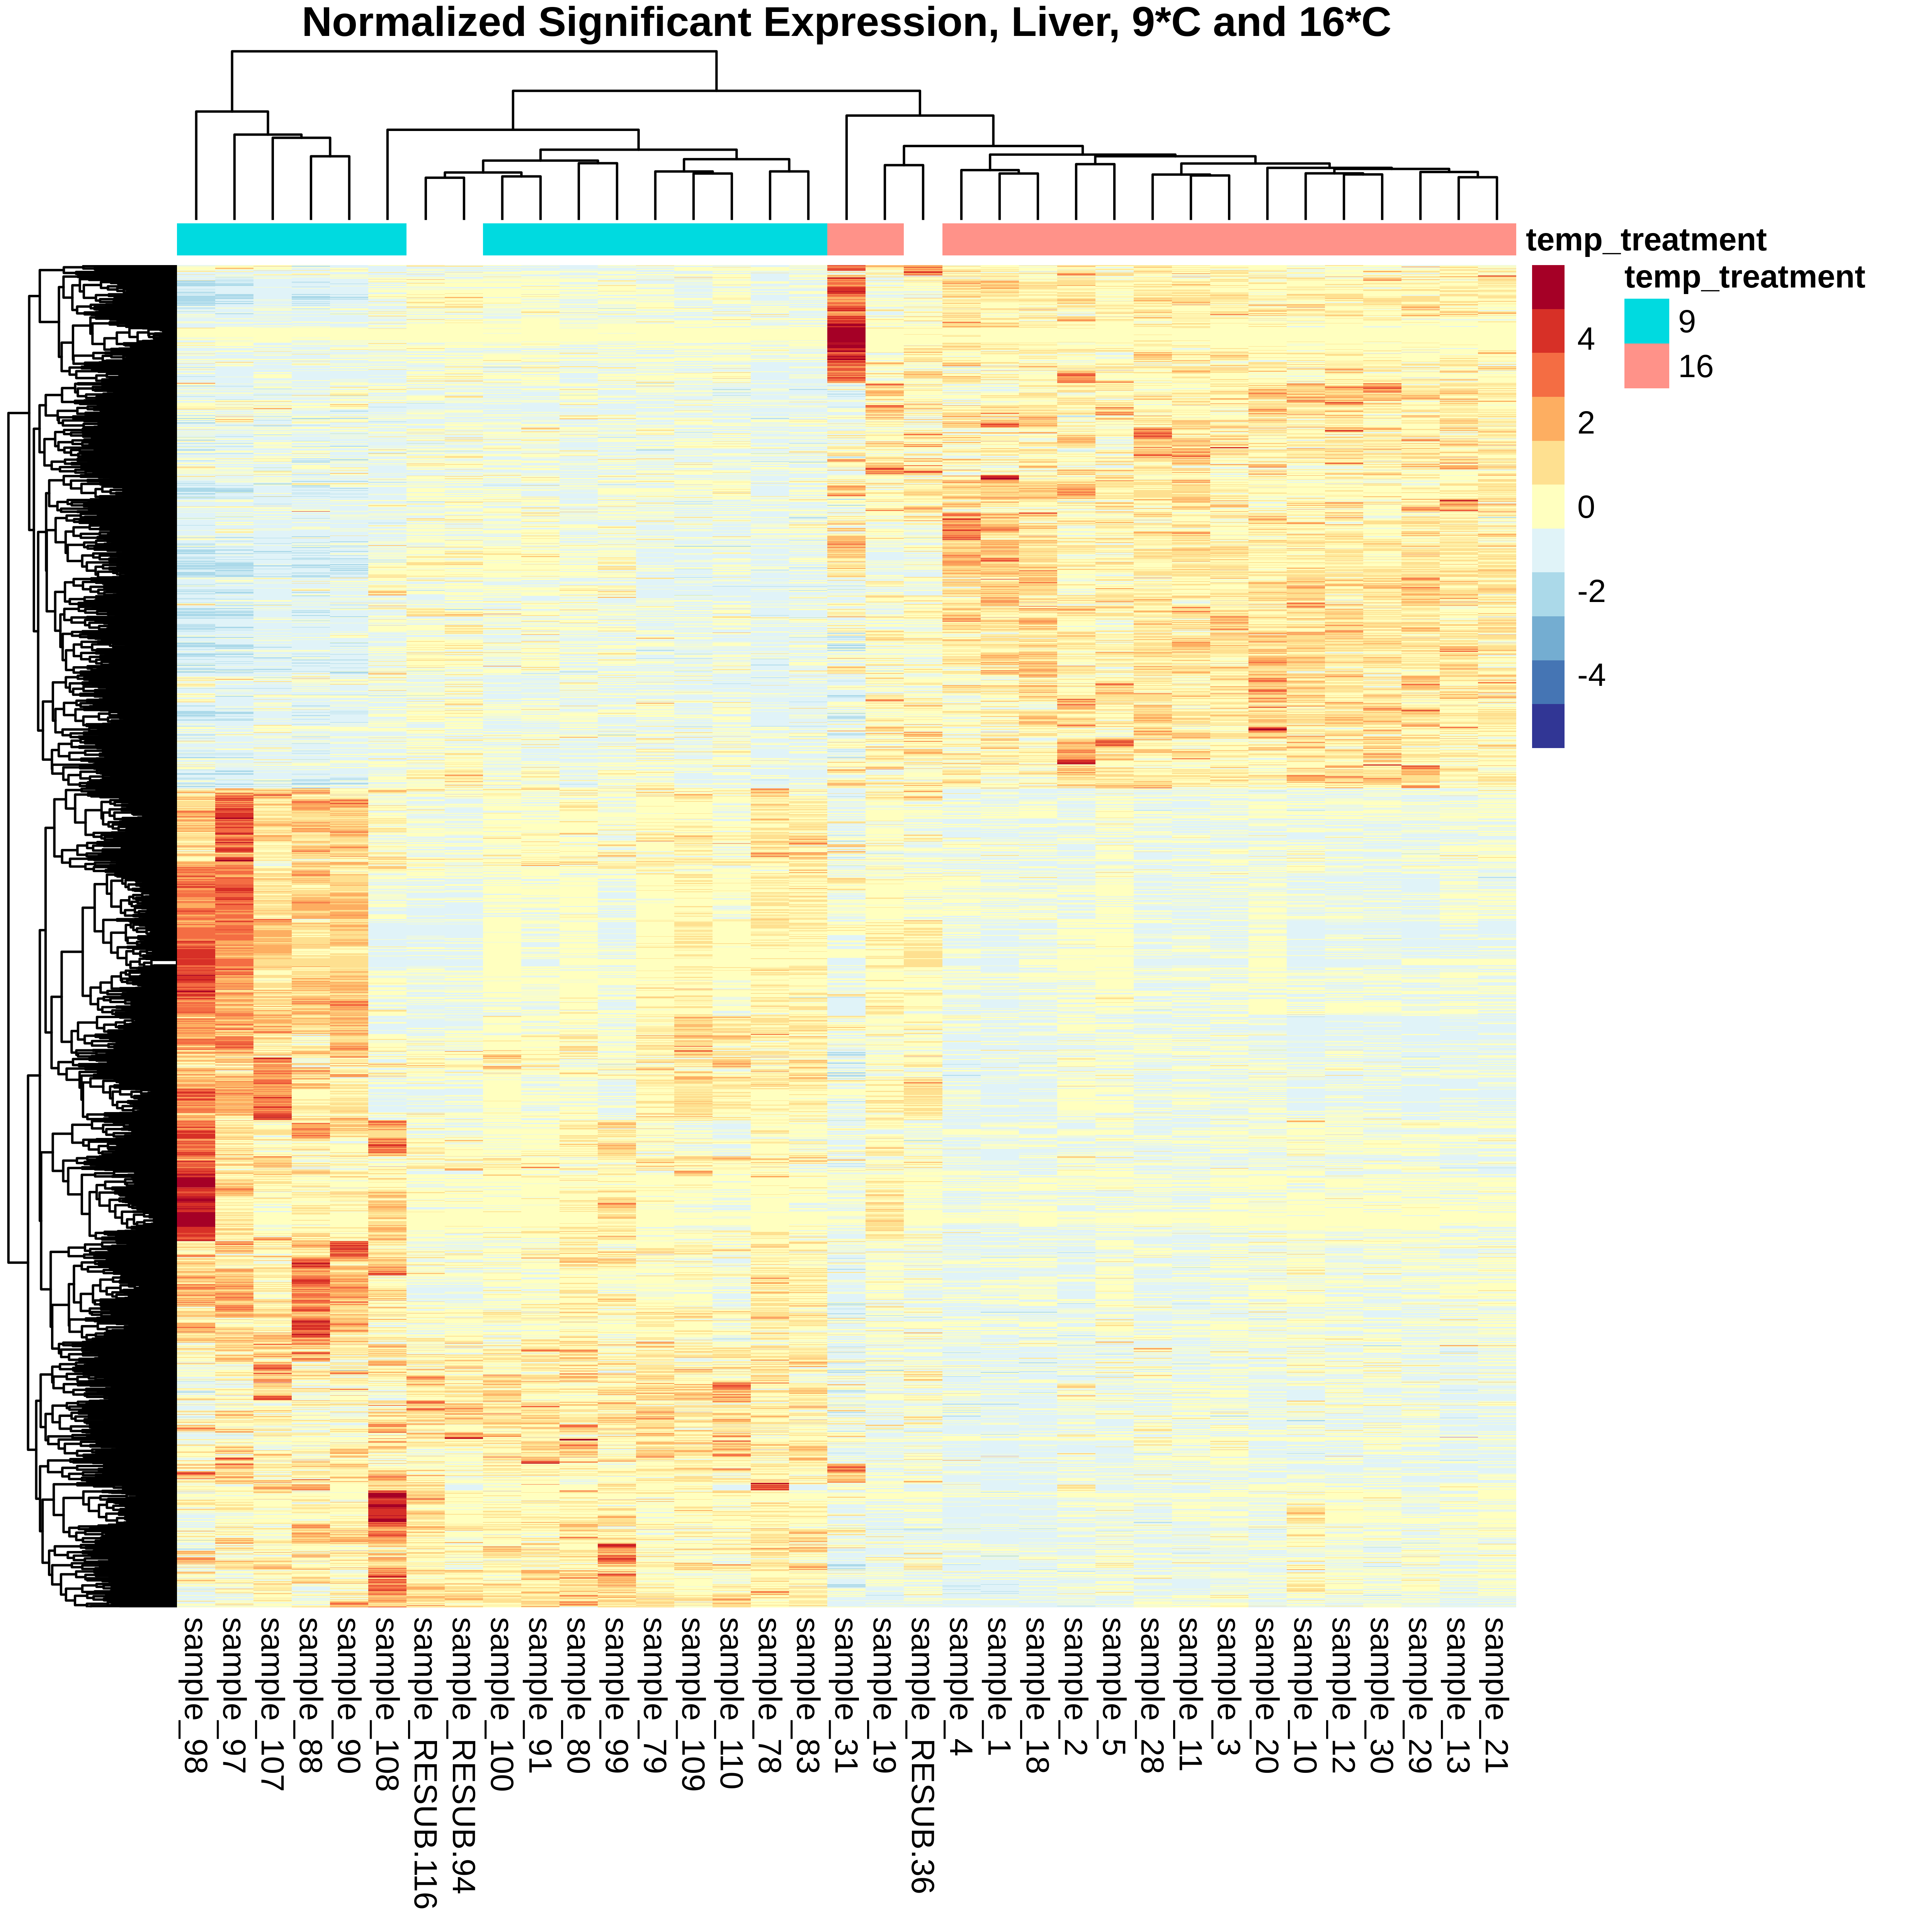 Normalized Significant Expression, Liver, 9*C and 16*C
temp_treatment
temp_treatment
9
16
4
2
0
-2
-4
sample_98
sample_97
sample_107
sample_88
sample_90
sample_108
sample_RESUB.116
sample_RESUB.94
sample_100
sample_91
sample_80
sample_99
sample_79
sample_109
sample_110
sample_78
sample_83
sample_31
sample_19
sample_RESUB.36
sample_4
sample_1
sample_18
sample_2
sample_5
sample_28
sample_11
sample_3
sample_20
sample_10
sample_12
sample_30
sample_29
sample_13
sample_21